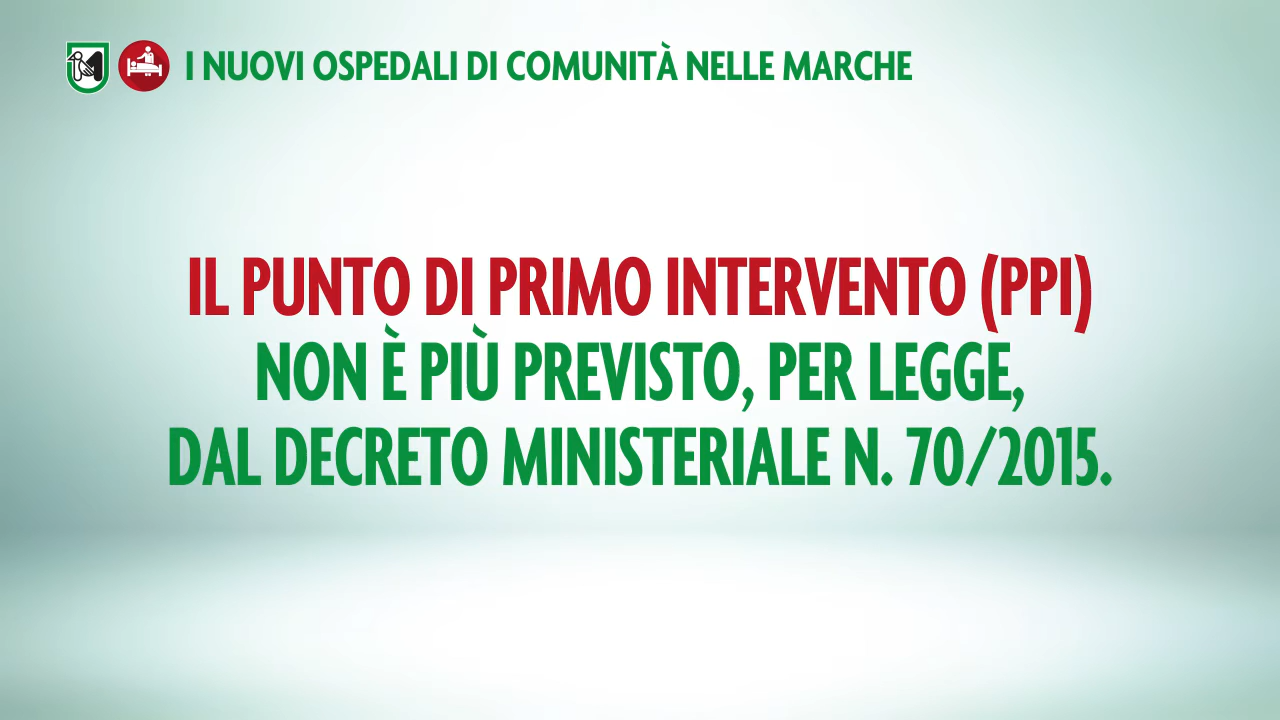 I NUOVI OSPEDALI DI COMUNITÀ NELLE MARCHE
IL PUNTO DI PRIMO INTERVENTO (PPI)
NON È PIÙ PREVISTO, PER LEGGE,
DAL DECRETO MINISTERIALE N. 70/2015.